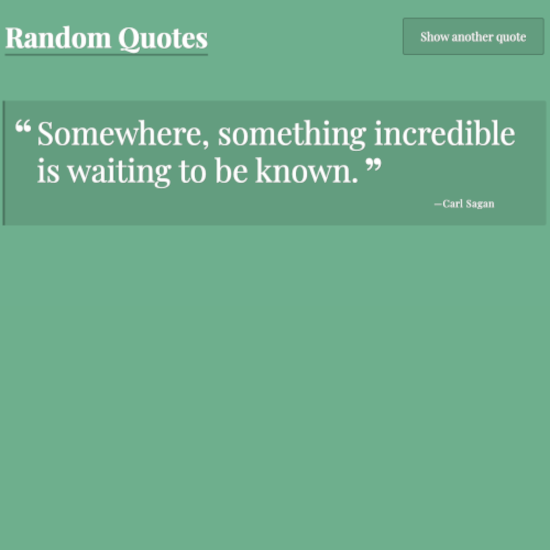 Random Quotes
Show another quote
“ Somewhere, something incredible
is waiting to be known. ”
—Carl Sagan